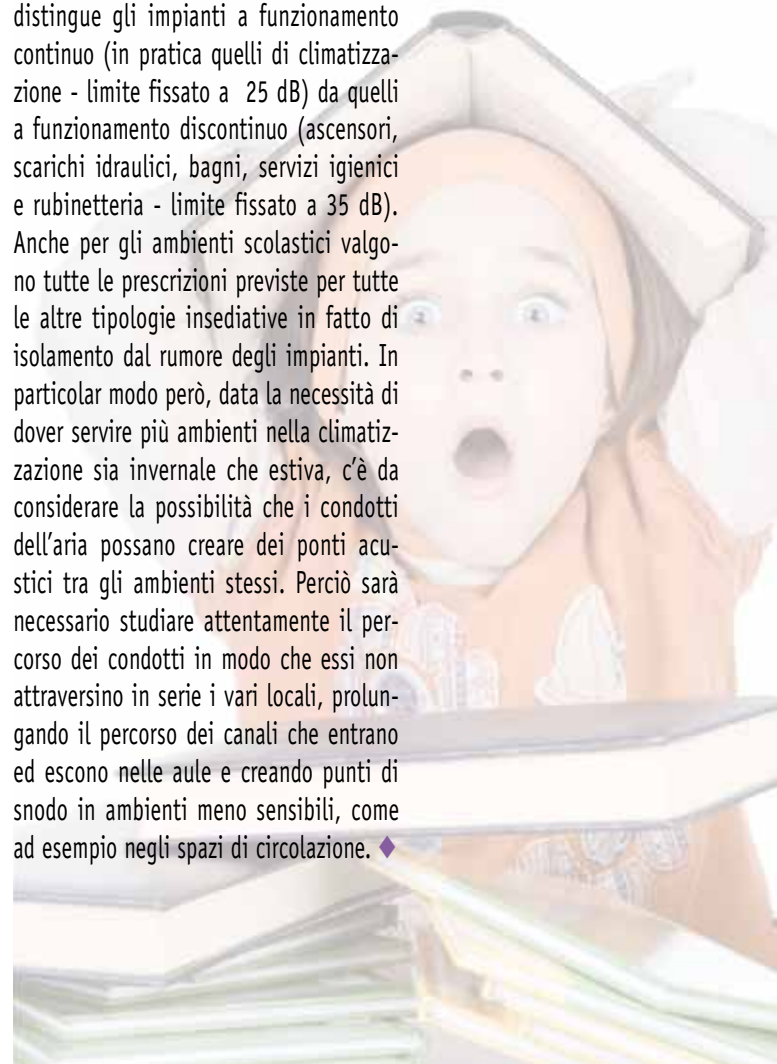 distingue gli impianti a funzionamento
continuo (in pratica quelli di climatizza-
zione - limite fissato a  25 dB) da quelli
a funzionamento discontinuo (ascensori,
scarichi idraulici, bagni, servizi igienici
e rubinetteria - limite fissato a 35 dB).
Anche per gli ambienti scolastici valgo-
no tutte le prescrizioni previste per tutte
le altre tipologie insediative in fatto di
isolamento dal rumore degli impianti. In
particolar modo però, data la necessità di
dover servire più ambienti nella climatiz-
zazione sia invernale che estiva, c'è da
considerare la possibilità che i condotti
dell'aria possano creare dei ponti acu-
stici tra gli ambienti stessi. Perciò sarà
necessario studiare attentamente il per-
corso dei condotti in modo che essi non
attraversino in serie i vari locali, prolun-
gando il percorso dei canali che entrano
ed escono nelle aule e creando punti di
snodo in ambienti meno sensibili, come
ad esempio negli spazi di circolazione. ♦